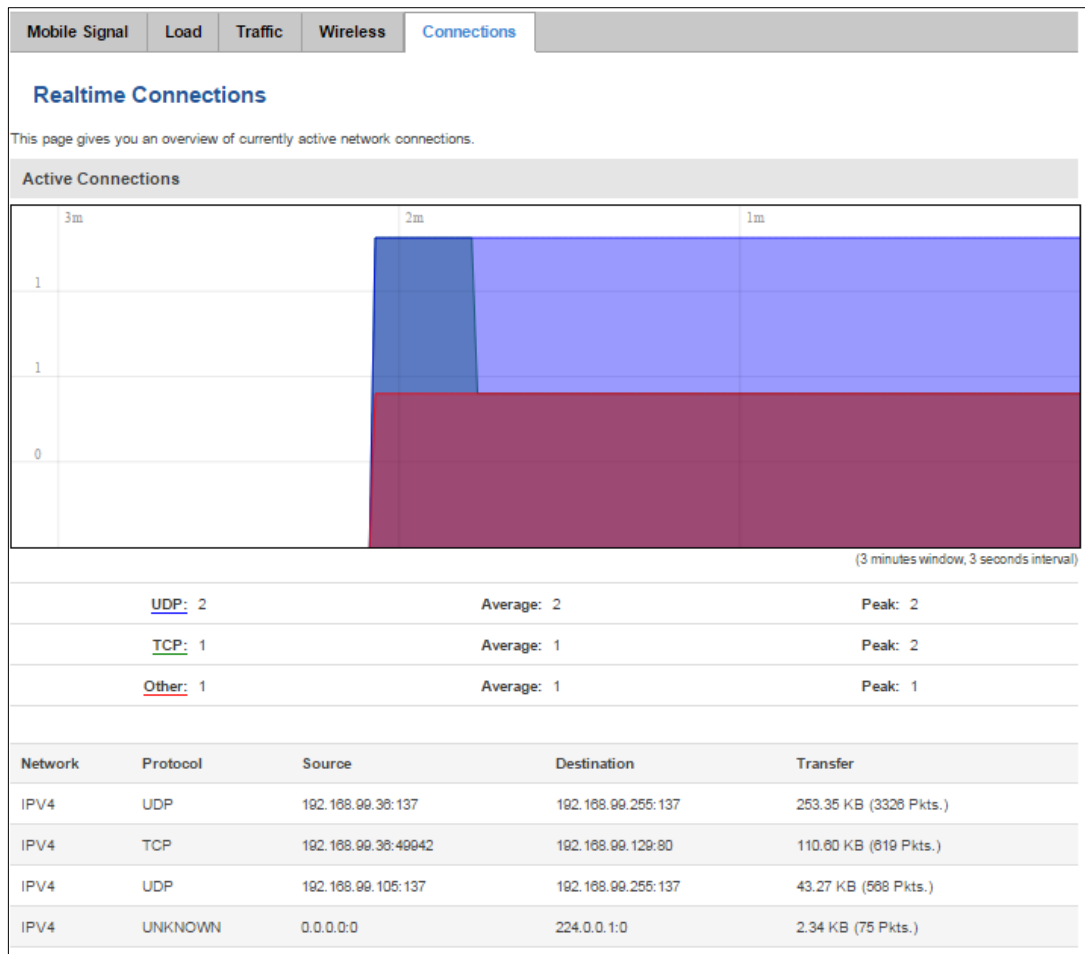 Mobile Signal Load Traffic Wireless Connections
Realtime Connections
This page gives you an overview of currently active network connections.
Active Connections
3m 2m 1m
1
1
0
(3 minutes window, 3 seconds interval)
UDP: 2 Average: 2 Peak: 2
TCP: 1 Average: 1 Peak: 2
Other: 1 Average: 1 Peak: 1
Network Protocol Source Destination Transfer
IPV4 UDP 192.168.99.36:137 192.168.99.255:137 253.35 KB (3326 Pkts.)
IPV4 TCP 192.168.99.36:49942 192.168.99.129:80 110.60 KB (619 Pkts.)
IPV4 UDP 192.168.99.105:137 192.168.99.255:137 43.27 KB (568 Pkts.)
IPV4 UNKNOWN 0.0.0.0:0 224.0.0.1:0 2.34 KB (75 Pkts.)